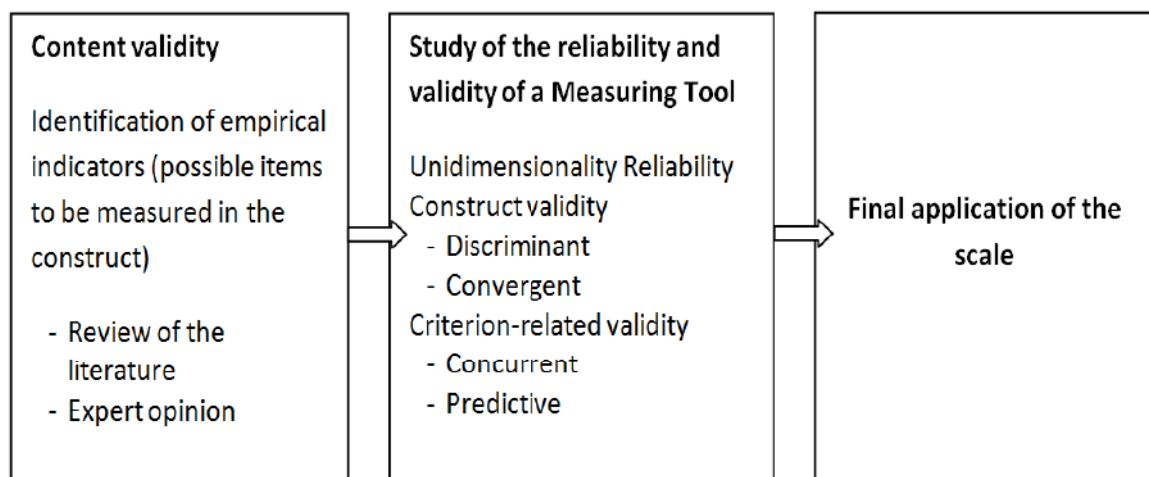 Content validity
Identification of empirical
indicators (possible items
to be measured in the
construct)
- Review of the
literature
- Expert opinion
Study of the reliability and
validity of a Measuring Tool
Unidimensionality Reliability
Construct validity
- Discriminant
- Convergent
Criterion-related validity
- Concurrent
- Predictive
Final application of the
scale